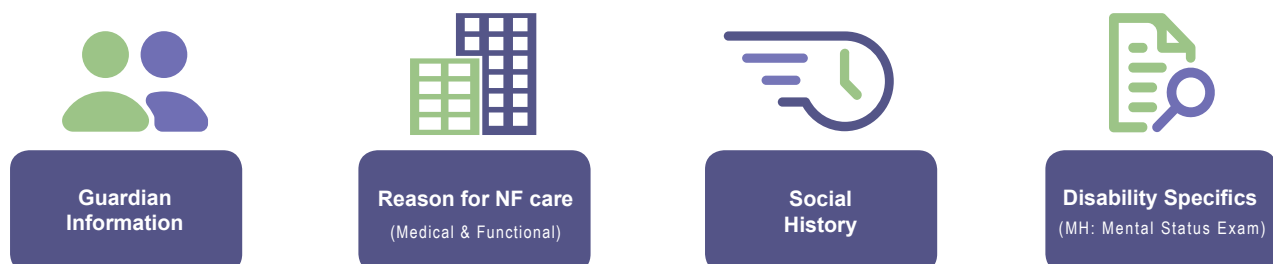 Guardian
Information
Reason for NF care
(Medical & Functional)
Social
History
Disability Specifics
(MH: Mental Status Exam)